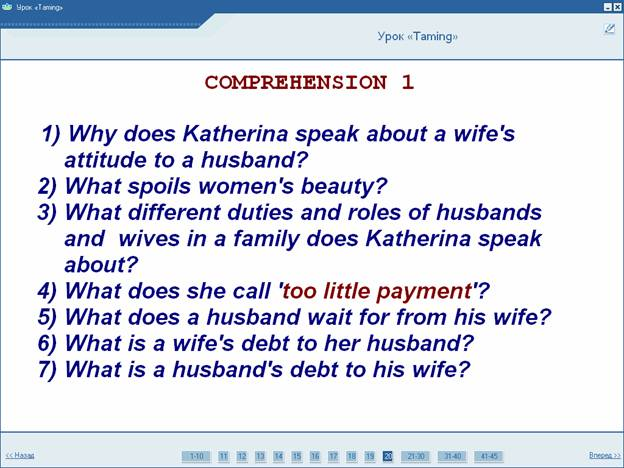 Урок «Taming»
Урок «Taming»
COMPREHENSION 1
1) Why does Katherina speak about a wife's
attitude to a husband?
2) What spoils women's beauty?
3) What different duties and roles of husbands
and wives in a family does Katherina speak
about?
4) What does she call 'too little payment'?
5) What does a husband wait for from his wife?
6) What is a wife's debt to her husband?
7) What is a husband's debt to his wife?
<< Назад 1-10 11 12 13 14 15 16 17 18 19 20 21-30 31-40 41-45 Вперед >>